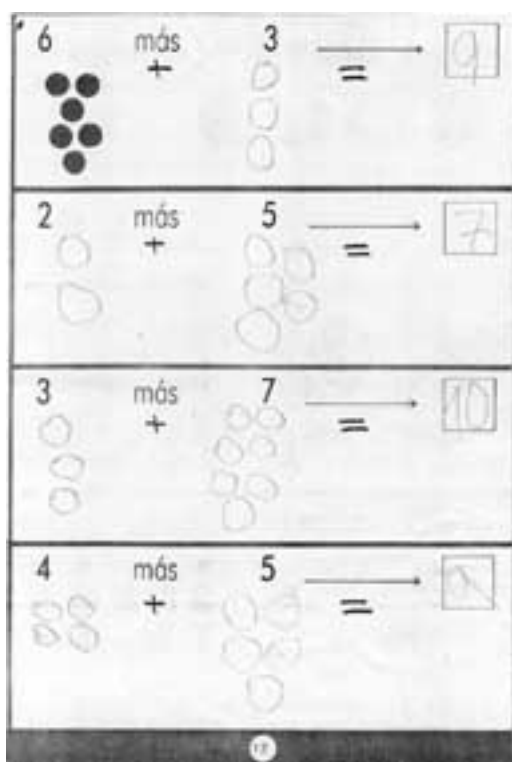 6 más 3 9
+ =
2 más 5 7
+ =
3 más 7 10
+ =
4 más 5
+ =